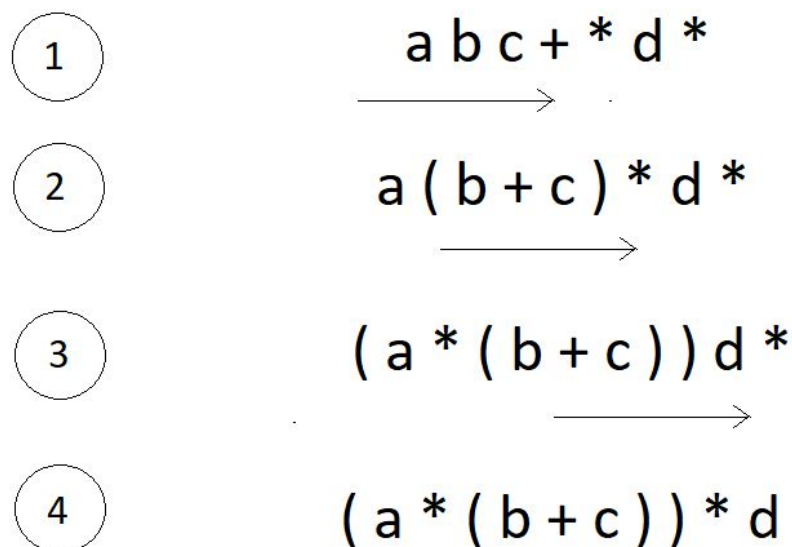 1 a b c + * d *
2 a ( b + c ) * d *
3 ( a * ( b + c ) ) d *
4 ( a * ( b + c ) ) * d